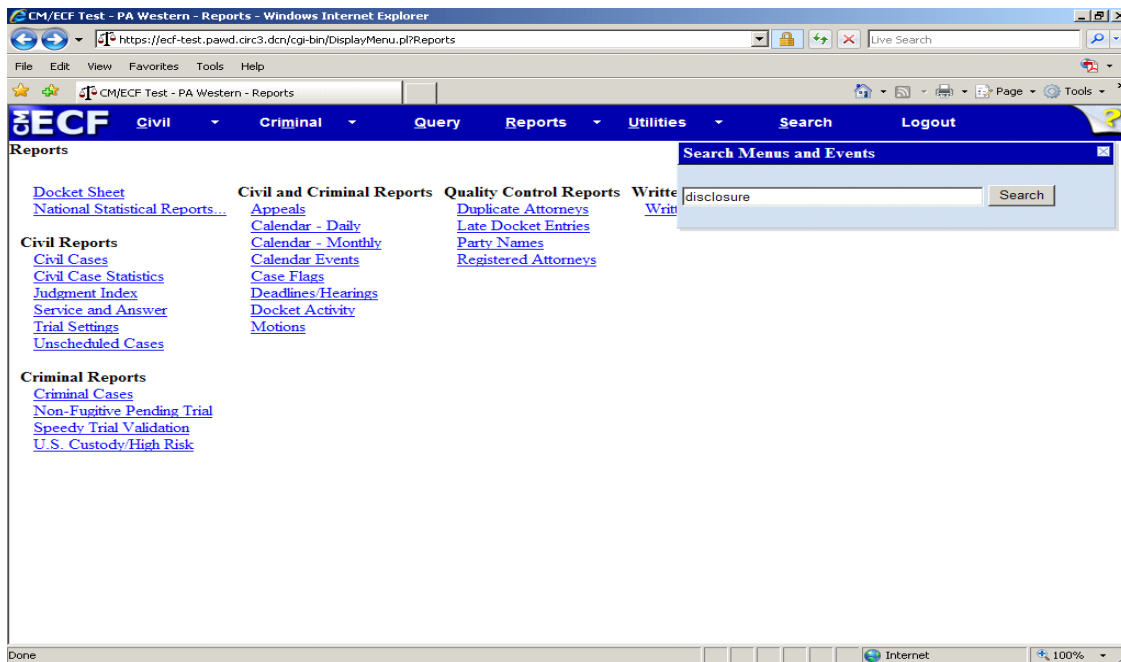 CM/ECF Test - PA Western - Reports - Windows Internet Explorer
https://ecf-test.pawd.circ3.dcn/cgi-bin/DisplayMenu.pl?Reports
Live Search
File Edit View Favorites Tools Help
CM/ECF Test - PA Western - Reports
Page Tools
CM ECF Civil Criminal Query Reports Utilities Search Logout ?
Reports
Search Menus and Events
disclosure Search
Docket Sheet
National Statistical Reports...
Civil Reports
Civil Cases
Civil Case Statistics
Judgment Index
Service and Answer
Trial Settings
Unscheduled Cases
Criminal Reports
Criminal Cases
Non-Fugitive Pending Trial
Speedy Trial Validation
U.S. Custody/High Risk
Civil and Criminal Reports
Appeals
Calendar - Daily
Calendar - Monthly
Calendar Events
Case Flags
Deadlines/Hearings
Docket Activity
Motions
Quality Control Reports
Duplicate Attorneys
Late Docket Entries
Party Names
Registered Attorneys
Writte
Writt
Done Internet 100%